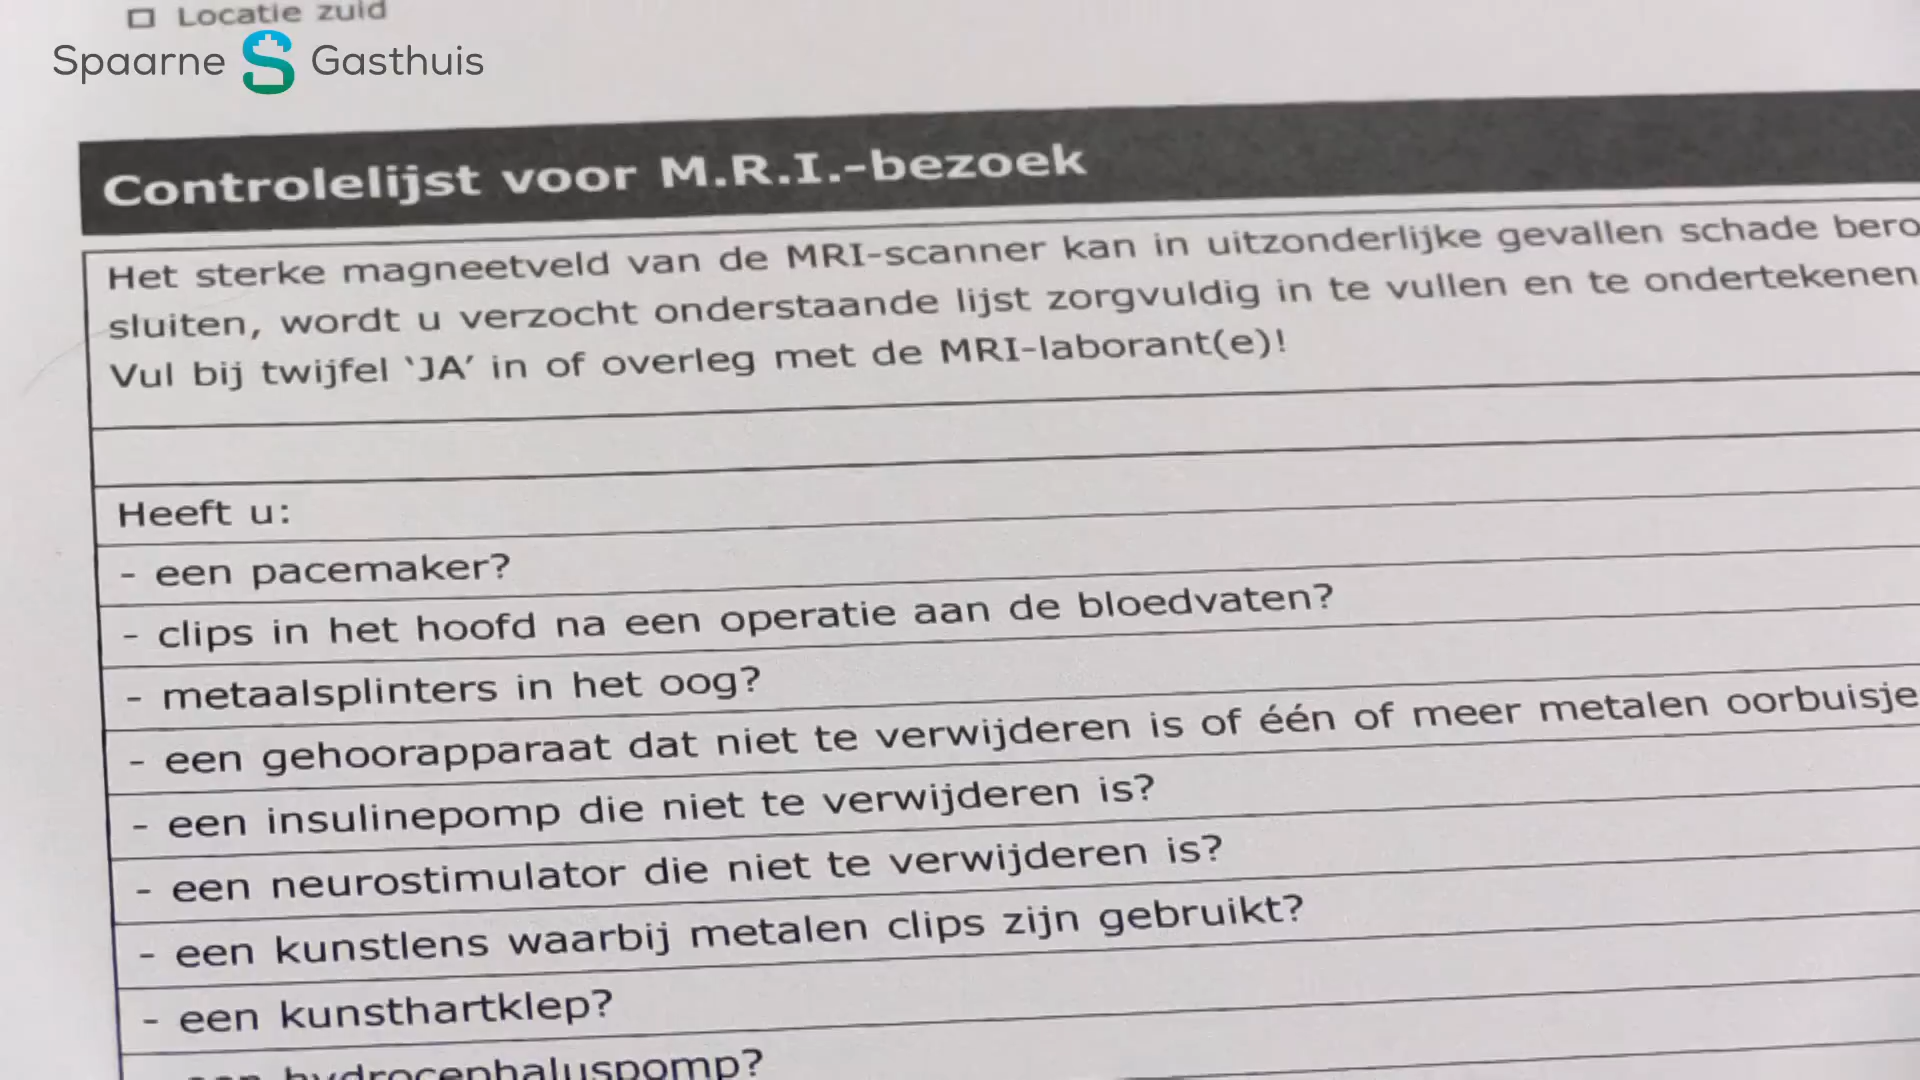 □ Locatie zuid
Spaarne Gasthuis
Controlelijst voor M.R.I.-bezoek
Het sterke magneetveld van de MRI-scanner kan in uitzonderlijke gevallen schade bero
sluiten, wordt u verzocht onderstaande lijst zorgvuldig in te vullen en te ondertekenen
Vul bij twijfel ‘JA’ in of overleg met de MRI-laborant(e)!
Heeft u:
- een pacemaker?
- clips in het hoofd na een operatie aan de bloedvaten?
- metaalsplinters in het oog?
- een gehoorapparaat dat niet te verwijderen is of één of meer metalen oorbuisje
- een insulinepomp die niet te verwijderen is?
- een neurostimulator die niet te verwijderen is?
- een kunstlens waarbij metalen clips zijn gebruikt?
- een kunsthartklep?
een hydrocephaluspomp?